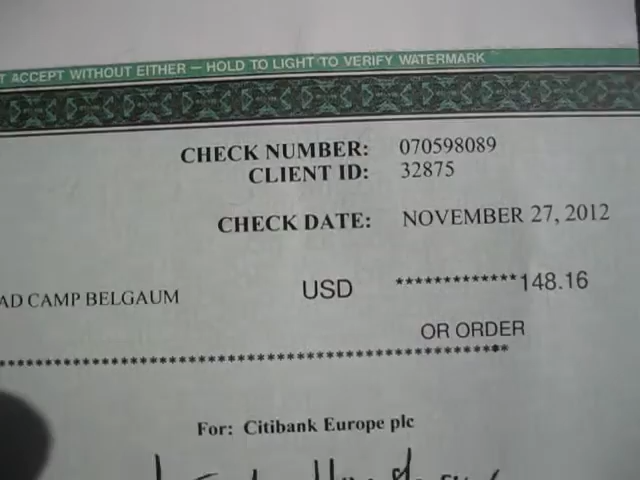 T ACCEPT WITHOUT EITHER — HOLD TO LIGHT TO VERIFY WATERMARK
CHECK NUMBER: 070598089
CLIENT ID: 32875
CHECK DATE: NOVEMBER 27, 2012
AD CAMP BELGAUM USD *************148.16
OR ORDER
For: Citibank Europe plc